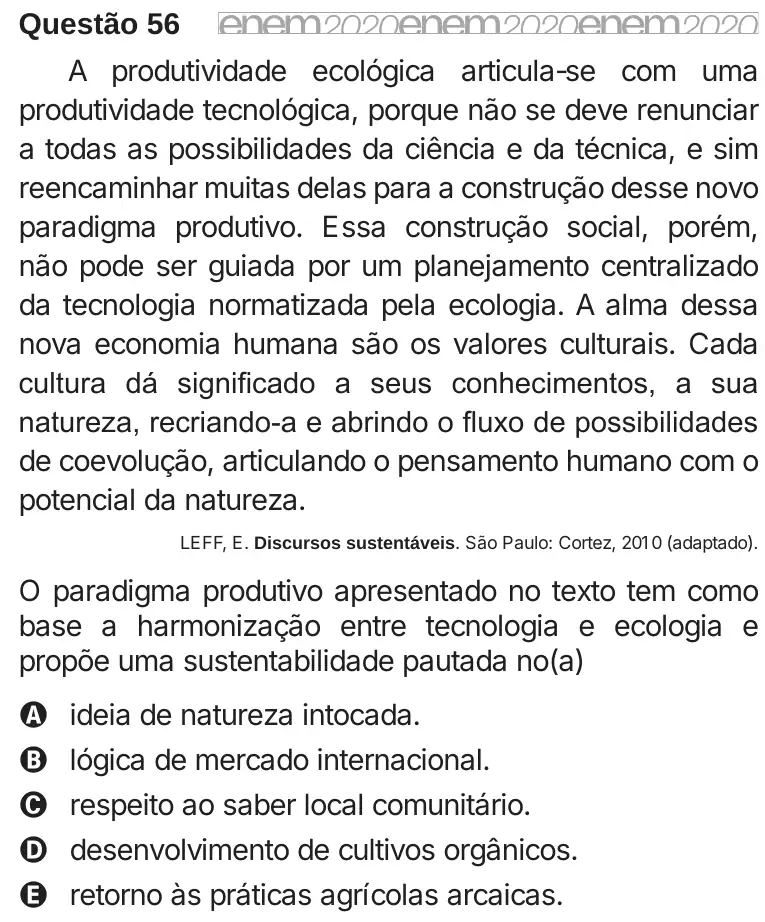 Questão 56 enem2020enem2020enem2020
A produtividade ecológica articula-se com uma
produtividade tecnológica, porque não se deve renunciar
a todas as possibilidades da ciência e da técnica, e sim
reencaminhar muitas delas para a construção desse novo
paradigma produtivo. Essa construção social, porém,
não pode ser guiada por um planejamento centralizado
da tecnologia normatizada pela ecologia. A alma dessa
nova economia humana são os valores culturais. Cada
cultura dá significado a seus conhecimentos, a sua
natureza, recriando-a e abrindo o fluxo de possibilidades
de coevolução, articulando o pensamento humano com o
potencial da natureza.
LEFF, E. Discursos sustentáveis. São Paulo: Cortez, 2010 (adaptado).
O paradigma produtivo apresentado no texto tem como
base a harmonização entre tecnologia e ecologia e
propõe uma sustentabilidade pautada no(a)
A ideia de natureza intocada.
B lógica de mercado internacional.
C respeito ao saber local comunitário.
D desenvolvimento de cultivos orgânicos.
E retorno às práticas agrícolas arcaicas.